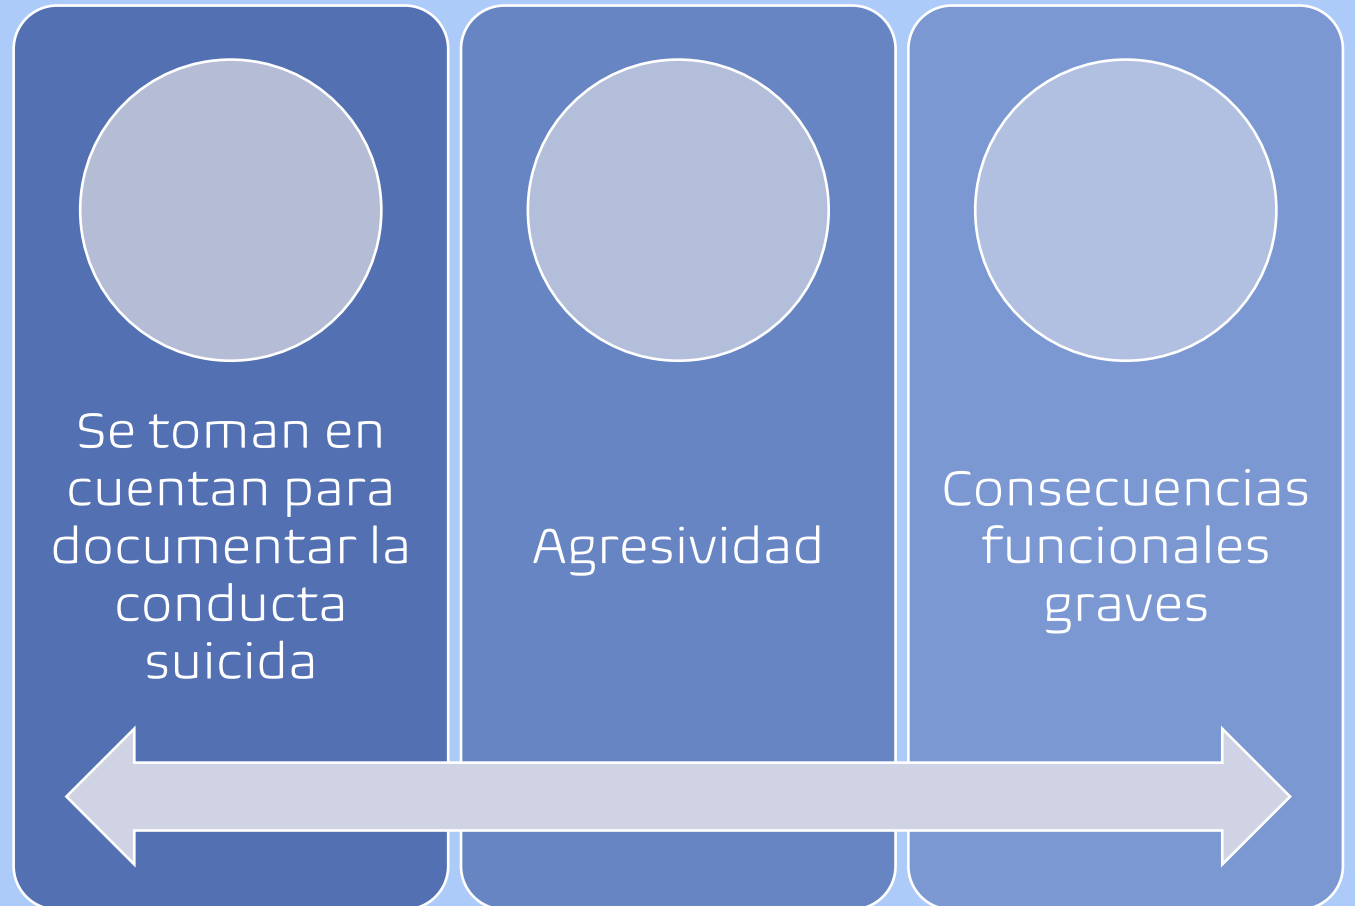 Se toman en
cuentan para
documentar la
conducta
suicida
Agresividad
Consecuencias
funcionales
graves